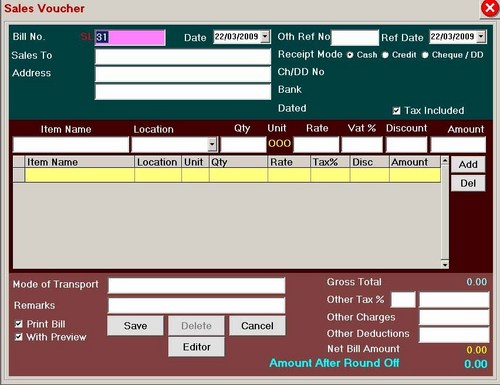 Sales Voucher
Bill No. SL 31 Date 22/03/2009 Oth Ref No Ref Date 22/03/2009
Sales To Receipt Mode Cash Credit Cheque / DD
Address Ch/DD No
Bank
Dated Tax Included
Item Name Location Qty Unit Rate Vat % Discount Amount
OOO
Item Name Location Unit Qty Rate Tax% Disc Amount Add
Del
Mode of Transport Gross Total 0.00
Other Tax %
Remarks
Other Charges
Print Bill Save Delete Cancel
With Preview Other Deductions
Editor Net Bill Amount 0.00
Amount After Round Off 0.00